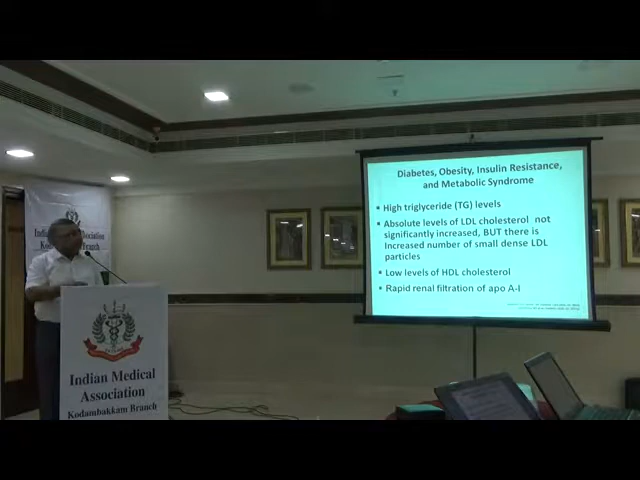 Diabetes, Obesity, Insulin Resistance,
and Metabolic Syndrome
• High triglyceride (TG) levels
• Absolute levels of LDL cholesterol not
significantly increased, BUT there is
Increased number of small dense LDL
particles
• Low levels of HDL cholesterol
• Rapid renal filtration of apo A-I
Indian Medical
Association
Kodambakkam Branch